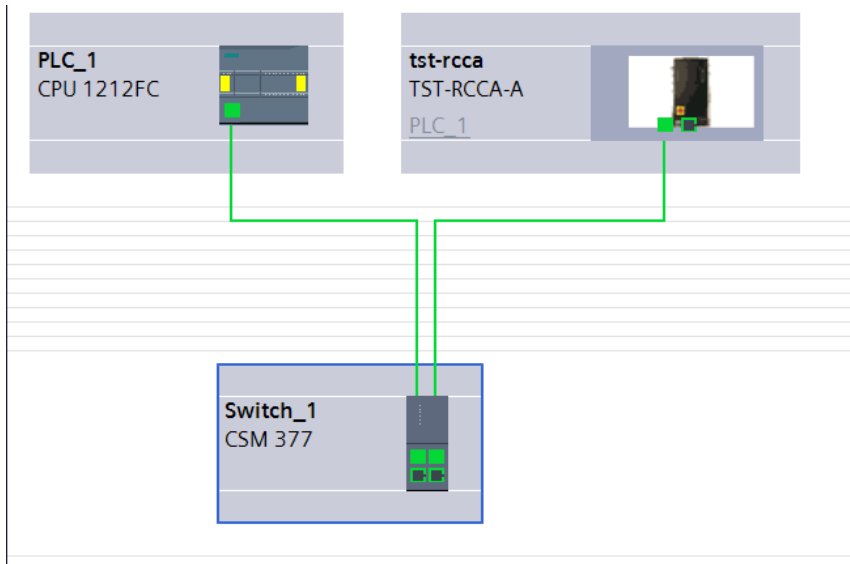 PLC_1
CPU 1212FC
tst-rcca
TST-RCCA-A
PLC_1
Switch_1
CSM 377